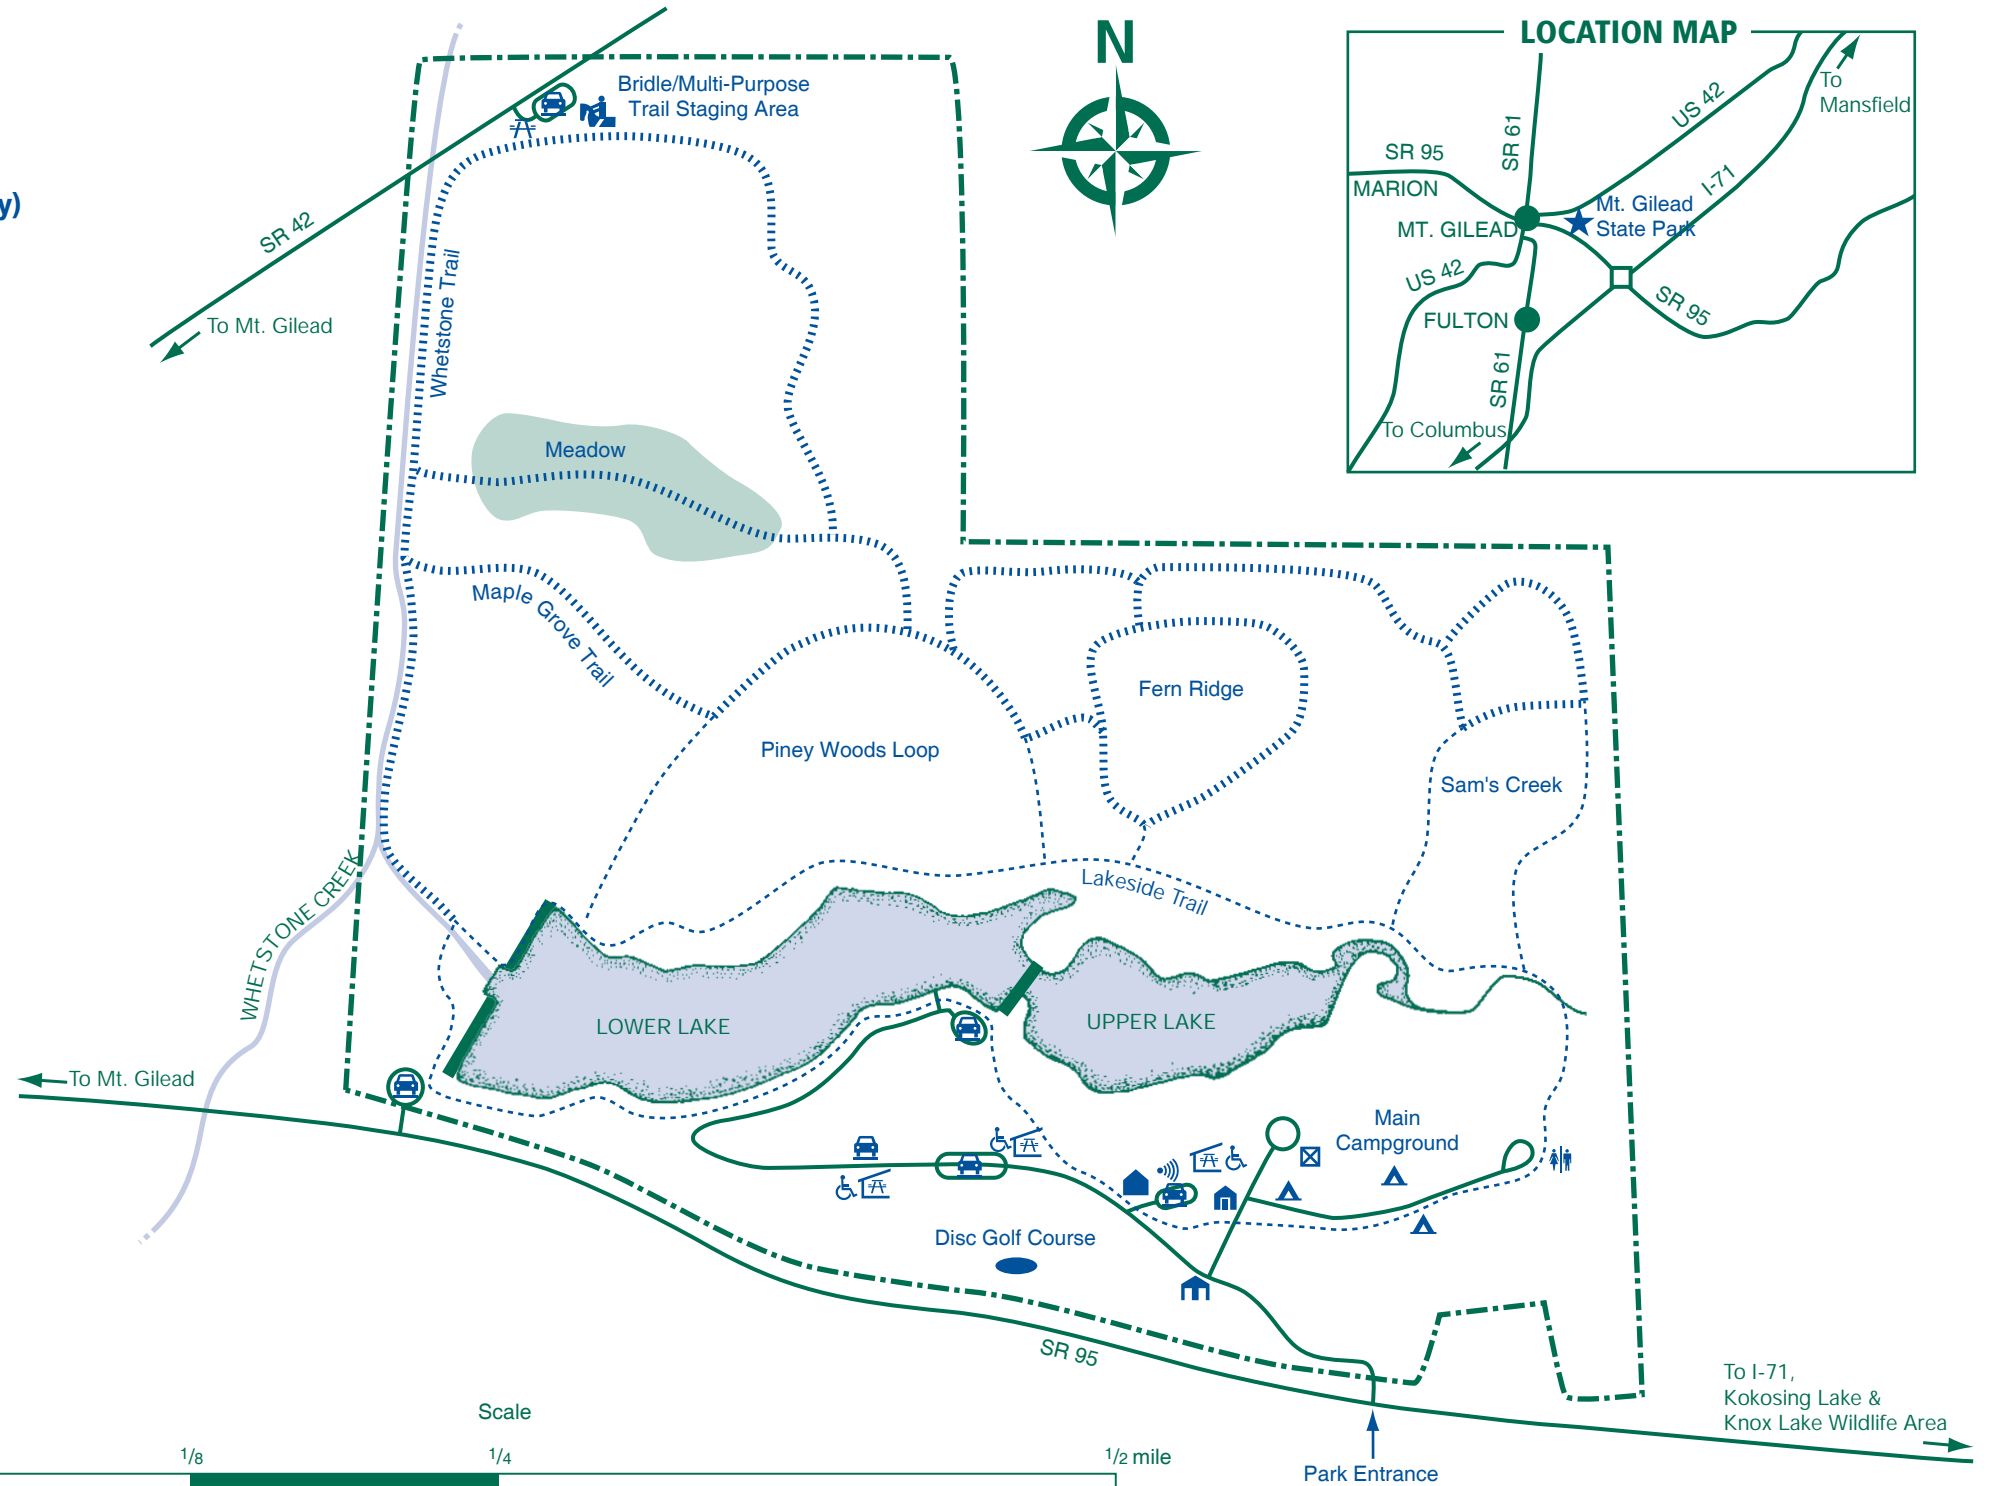 N
LOCATION MAP
To
Mansfield
US 42
SR 61
SR 95
MARION
I-71
Mt. Gilead
State Park
MT. GILEAD
US 42
SR 95
FULTON
SR 61
To Columbus
Bridle/Multi-Purpose
Trail Staging Area
y)
SR 42
To Mt. Gilead
Whetstone Trail
Meadow
Maple Grove Trail
Fern Ridge
Piney Woods Loop
Sam's Creek
Lakeside Trail
WHETSTONE CREEK
LOWER LAKE
UPPER LAKE
To Mt. Gilead
Main
Campground
Disc Golf Course
SR 95
To I-71,
Kokosing Lake &
Knox Lake Wildlife Area
Scale
1/8
1/4
1/2 mile
Park Entrance